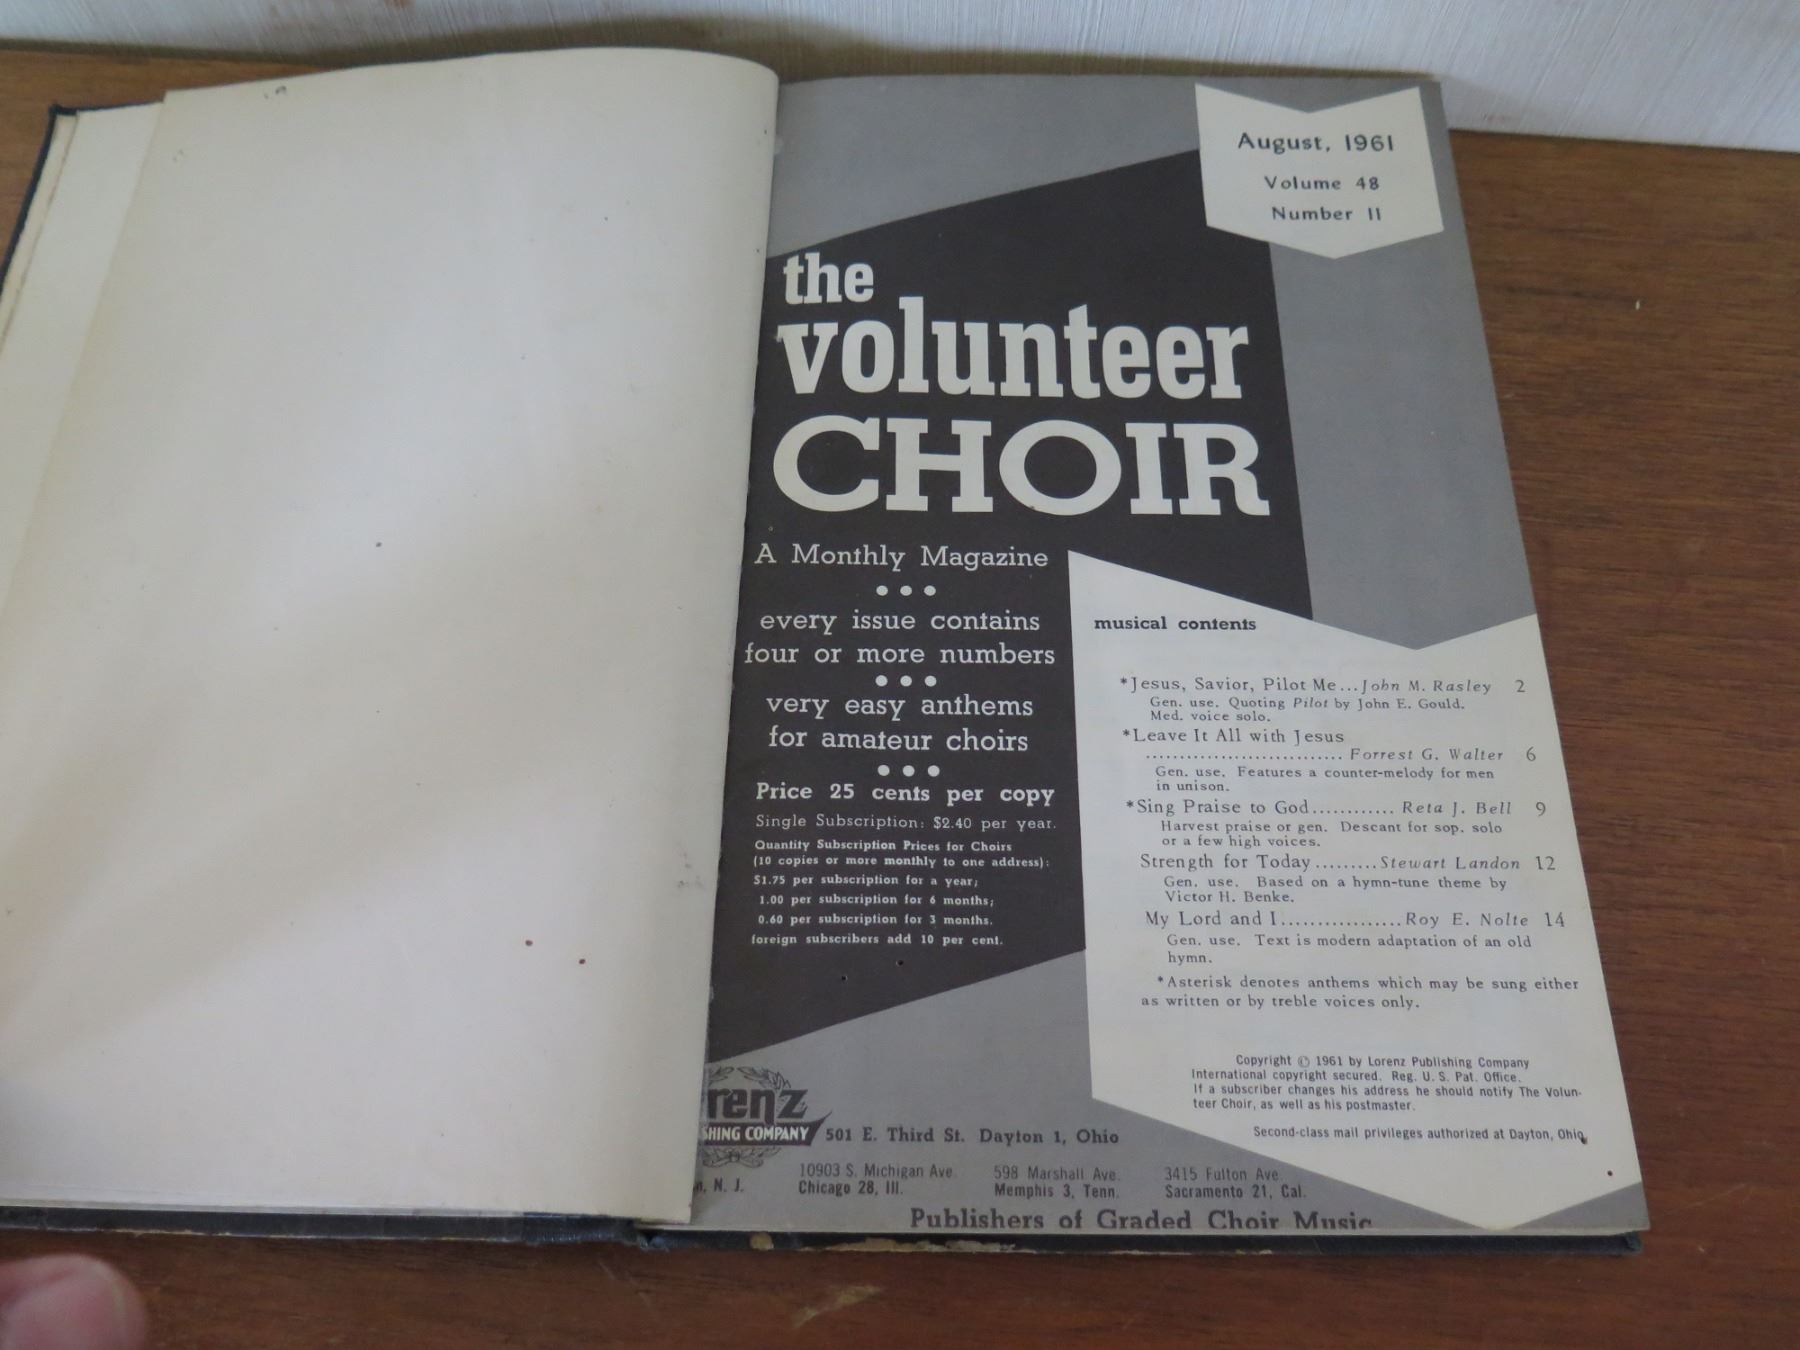 August, 1961
Volume 48
Number 11
the
volunteer
CHOIR
A Monthly Magazine
every issue contains
four or more numbers
very easy anthems
for amateur choirs
Price 25 cents per copy
Single Subscription: $2.40 per year.
Quantity Subscription Prices for Choirs
(10 copies or more monthly to one address):
$1.75 per subscription for a year;
1.00 per subscription for 6 months;
0.60 per subscription for 3 months.
foreign subscribers add 10 per cent.
musical contents
*Jesus, Savior, Pilot Me...John M. Rasley 2
Gen. use. Quoting Pilot by John E. Gould.
Med. voice solo.
*Leave It All with Jesus
............................ Forrest G. Walter 6
Gen. use. Features a counter-melody for men
in unison.
*Sing Praise to God............ Reta J. Bell 9
Harvest praise or gen. Descant for sop. solo
or a few high voices.
Strength for Today.........Stewart Landon 12
Gen. use. Based on a hymn-tune theme by
Victor H. Benke.
My Lord and I.................Roy E. Nolte 14
Gen. use. Text is modern adaptation of an old
hymn.
*Asterisk denotes anthems which may be sung either
as written or by treble voices only.
Copyright © 1961 by Lorenz Publishing Company
International copyright secured. Reg. U. S. Pat. Office.
If a subscriber changes his address he should notify The Volun-
teer Choir, as well as his postmaster.
Second-class mail privileges authorized at Dayton, Ohio.
renz
SHING COMPANY
501 E. Third St. Dayton 1, Ohio
N. J.
10903 S. Michigan Ave.
Chicago 28, Ill.
598 Marshall Ave.
Memphis 3, Tenn.
3415 Fulton Ave.
Sacramento 21, Cal.
Publishers of Graded Choir Music